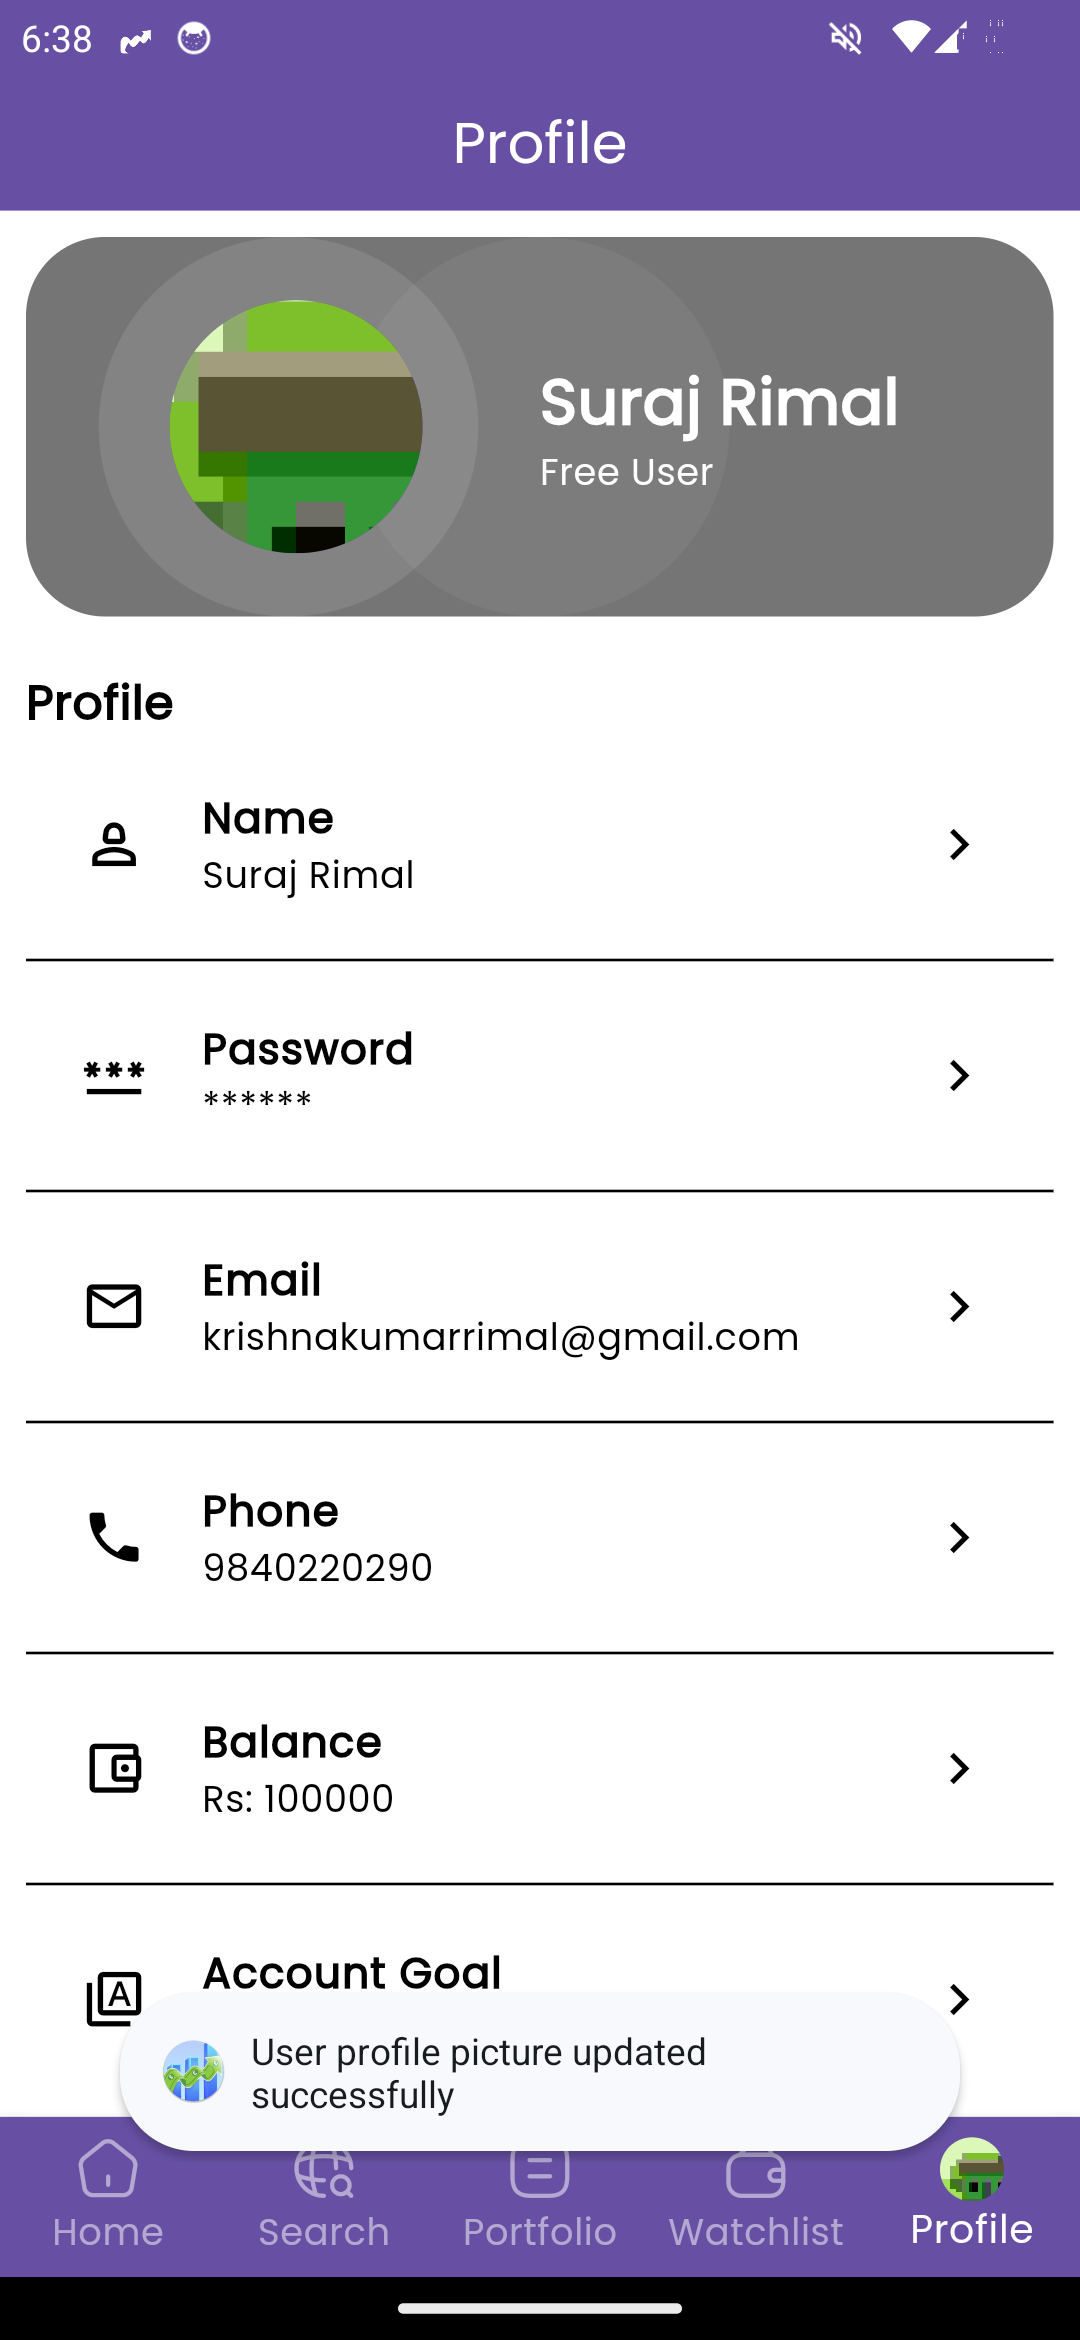 6:38
Profile
Suraj Rimal
Free User
Profile
Name
Suraj Rimal
Password
******
Email
krishnakumarrimal@gmail.com
Phone
9840220290
Balance
Rs: 100000
Account Goal
User profile picture updated
successfully
Home
Search
Portfolio
Watchlist
Profile